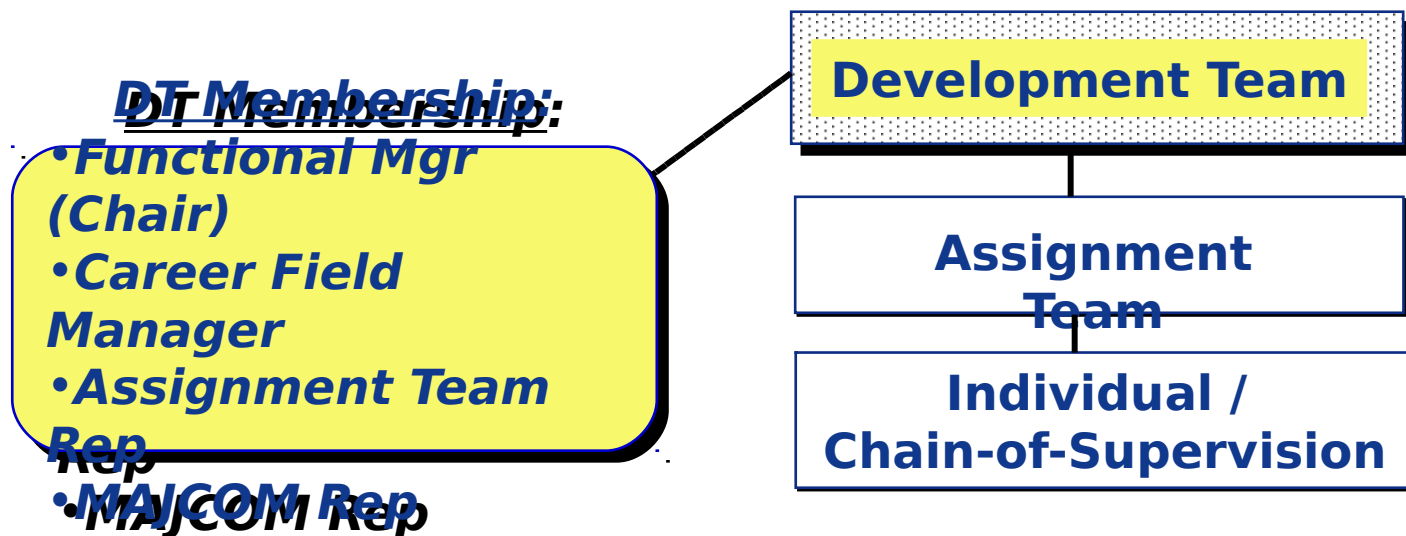 DT Membership:
•Functional Mgr
(Chair)
•Career Field
Manager
•Assignment Team
Rep
•MAJCOM Rep
Development Team
Assignment
Team
Individual /
Chain-of-Supervision